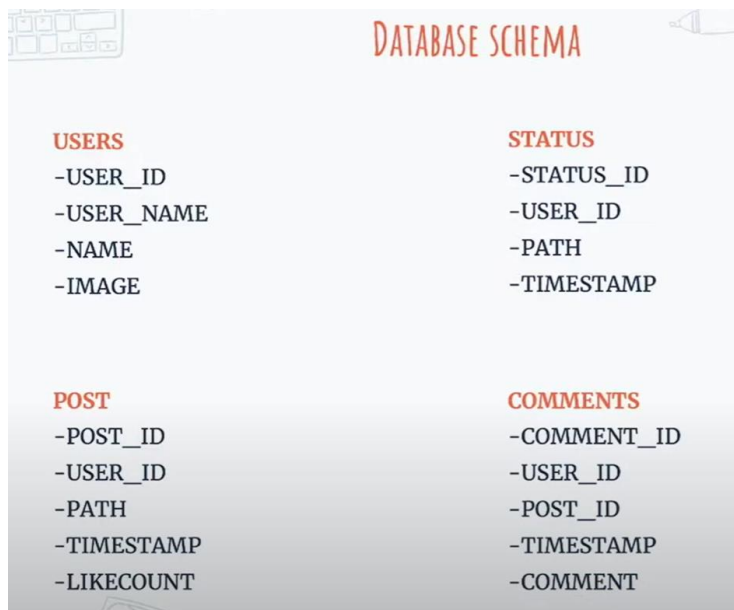 DATABASE SCHEMA
USERS
-USER_ID
-USER_NAME
-NAME
-IMAGE
STATUS
-STATUS_ID
-USER_ID
-PATH
-TIMESTAMP
POST
-POST_ID
-USER_ID
-PATH
-TIMESTAMP
-LIKECOUNT
COMMENTS
-COMMENT_ID
-USER_ID
-POST_ID
-TIMESTAMP
-COMMENT